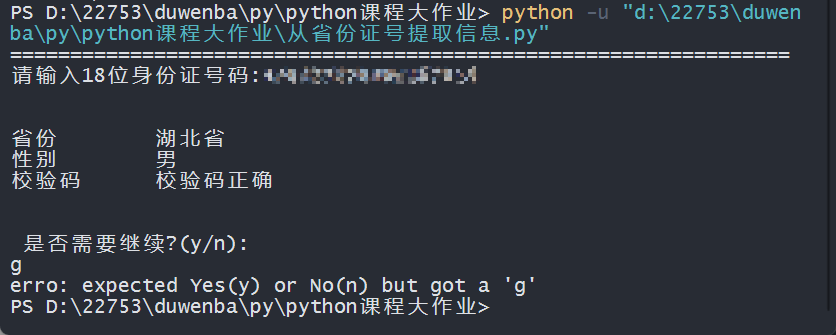 PS D:\22753\duwenba\py\python课程大作业> python -u "d:\22753\duwen
ba\py\python课程大作业\从省份证号提取信息.py"
=================================================================
请输入18位身份证号码:
省份 湖北省
性别 男
校验码 校验码正确
是否需要继续?(y/n):
g
erro: expected Yes(y) or No(n) but got a 'g'
PS D:\22753\duwenba\py\python课程大作业>